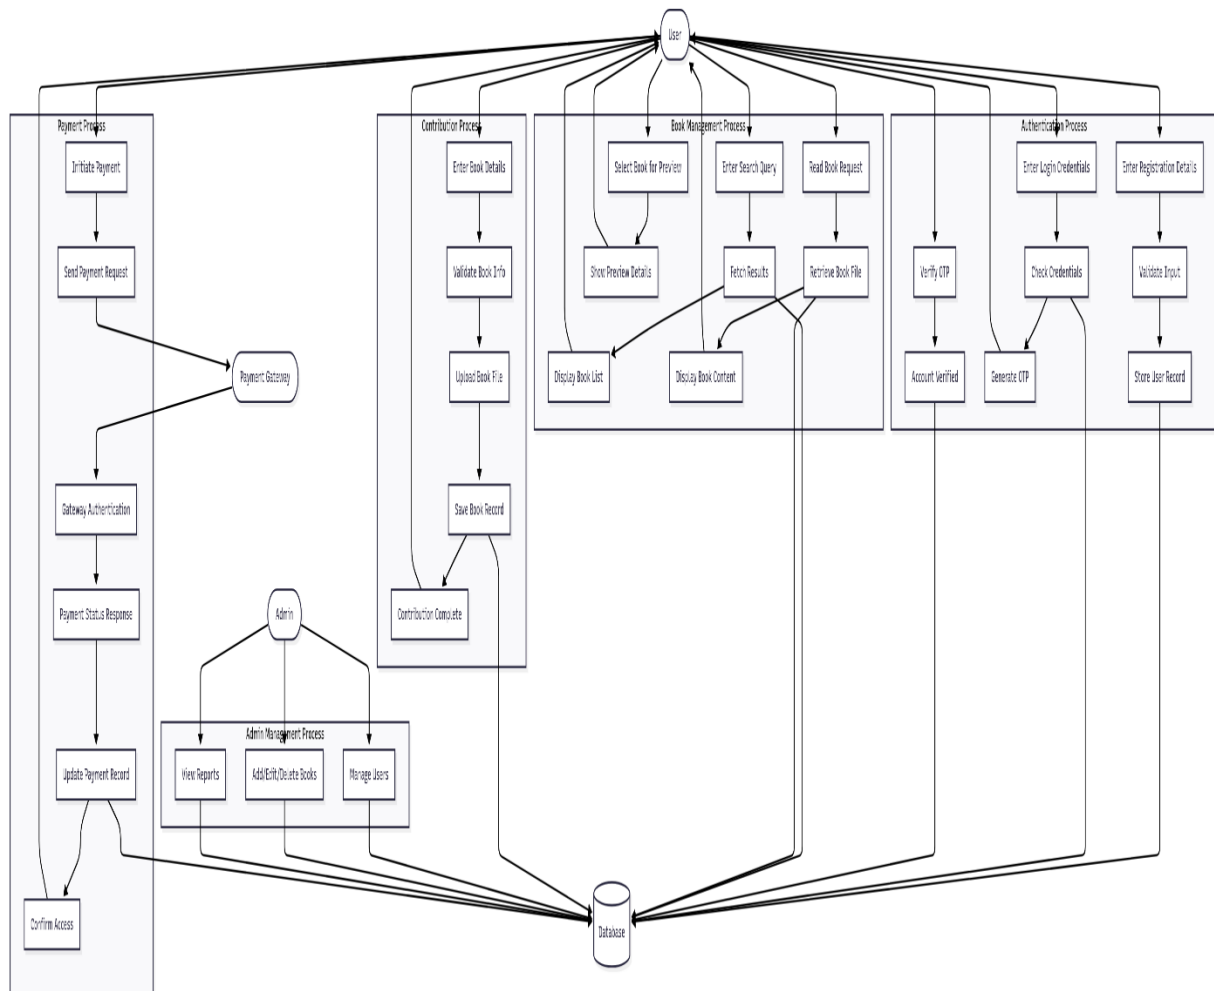 User
Payment Process
Contribution Process
Book Management Process
Authentication Process
Initiate Payment
Enter Book Details
Select Book for Preview
Enter Search Query
Read Book Request
Enter Login Credentials
Enter Registration Details
Send Payment Request
Validate Book Info
Show Preview Details
Fetch Results
Retrieve Book File
Verify OTP
Check Credentials
Validate Input
Payment Gateway
Upload Book File
Display Book List
Display Book Content
Account Verified
Generate OTP
Store User Record
Gateway Authentication
Save Book Record
Payment Status Response
Admin
Contribution Complete
Admin Management Process
Update Payment Record
View Reports
Add/Edit/Delete Books
Manage Users
Confirm Access
Database